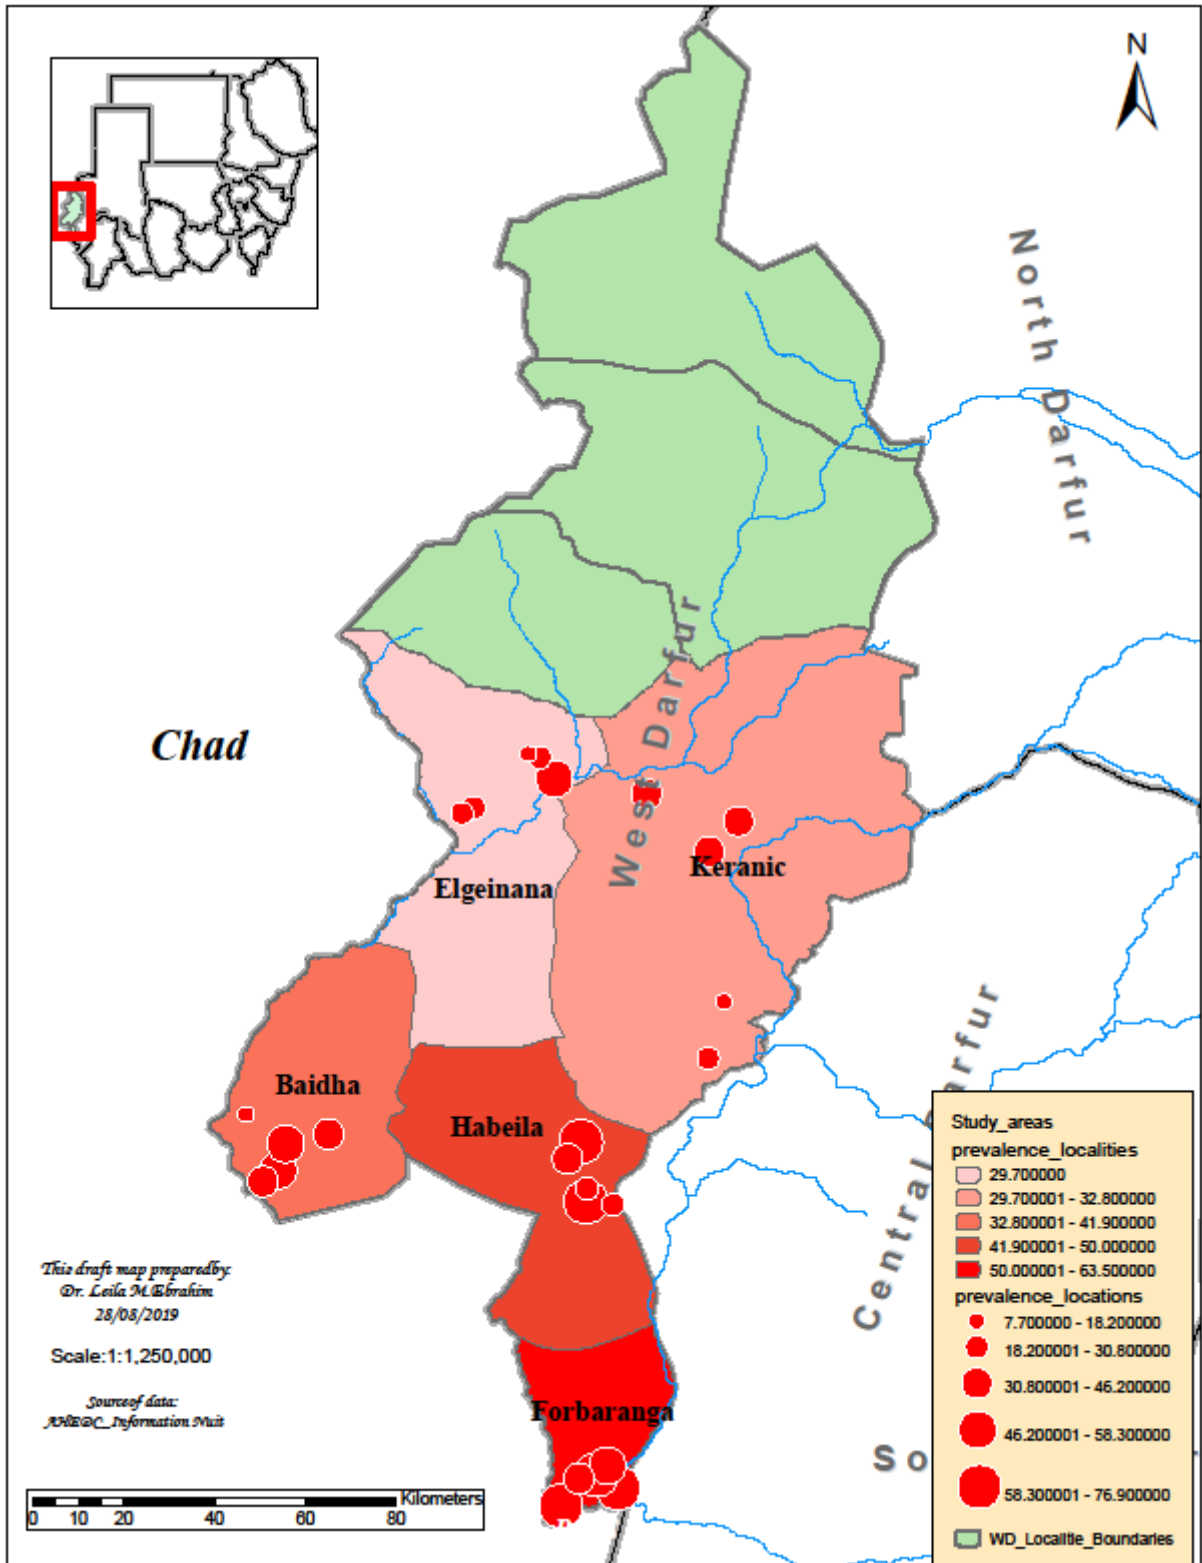 N
North Darfur
West Darfur
Chad
Elgeinana
Keranic
Baidha
Habeila
Forbaranga
Central Darfur
So
This draft map preparedby:
Dr. Leila M.Ebrahim
28/08/2019
Scale:1:1,250,000
Sourceof data:
AHEDC_Information Nuit
Kilometers
0 10 20 40 60 80
Study_areas
prevalence_localities
29.700000
29.700001 - 32.800000
32.800001 - 41.900000
41.900001 - 50.000000
50.000001 - 63.500000
prevalence_locations
7.700000 - 18.200000
18.200001 - 30.800000
30.800001 - 46.200000
46.200001 - 58.300000
58.300001 - 76.900000
WD_Localitie_Boundaries